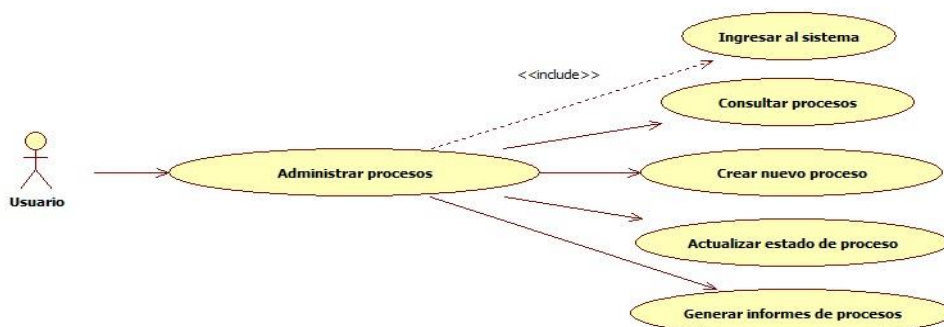 Ingresar al sistema
<<include>>
Consultar procesos
Administrar procesos
Crear nuevo proceso
Usuario
Actualizar estado de proceso
Generar informes de procesos